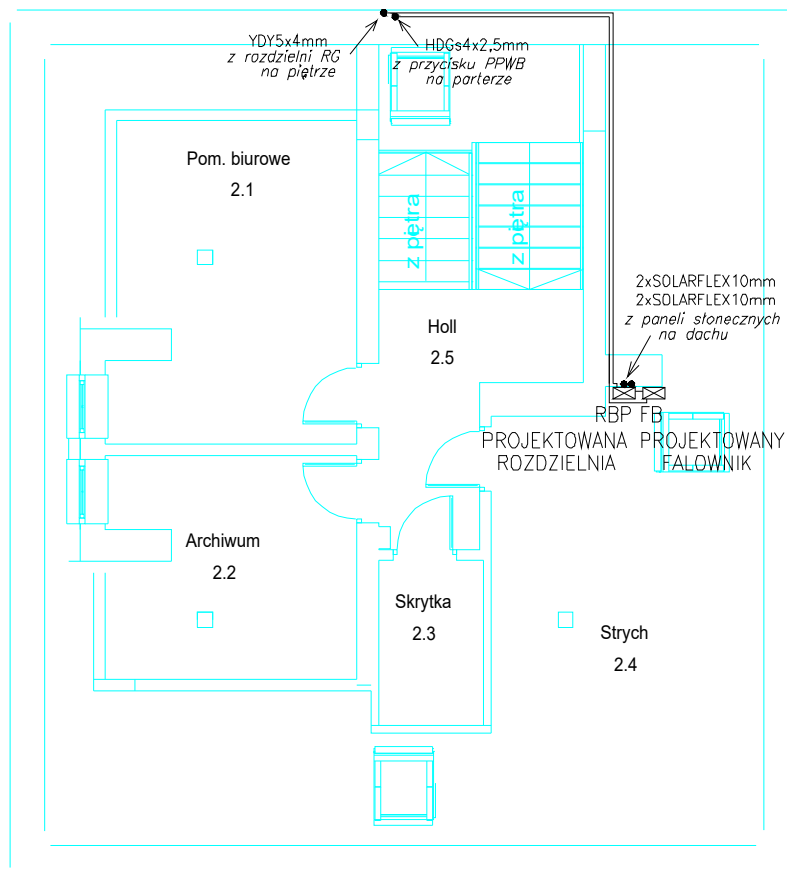 YDY5x4mm
z rozdzielni RG
na piętrze
HDGs4x2,5mm
z przycisku PPWB
na parterze
Pom. biurowe
2.1
z piętra
z piętra
2xSOLARFLEX10mm
2xSOLARFLEX10mm
z paneli słonecznych
na dachu
Holl
2.5
RBP FB
PROJEKTOWANA PROJEKTOWANY
ROZDZIELNIA FALOWNIK
Archiwum
2.2
Skrytka
2.3
Strych
2.4